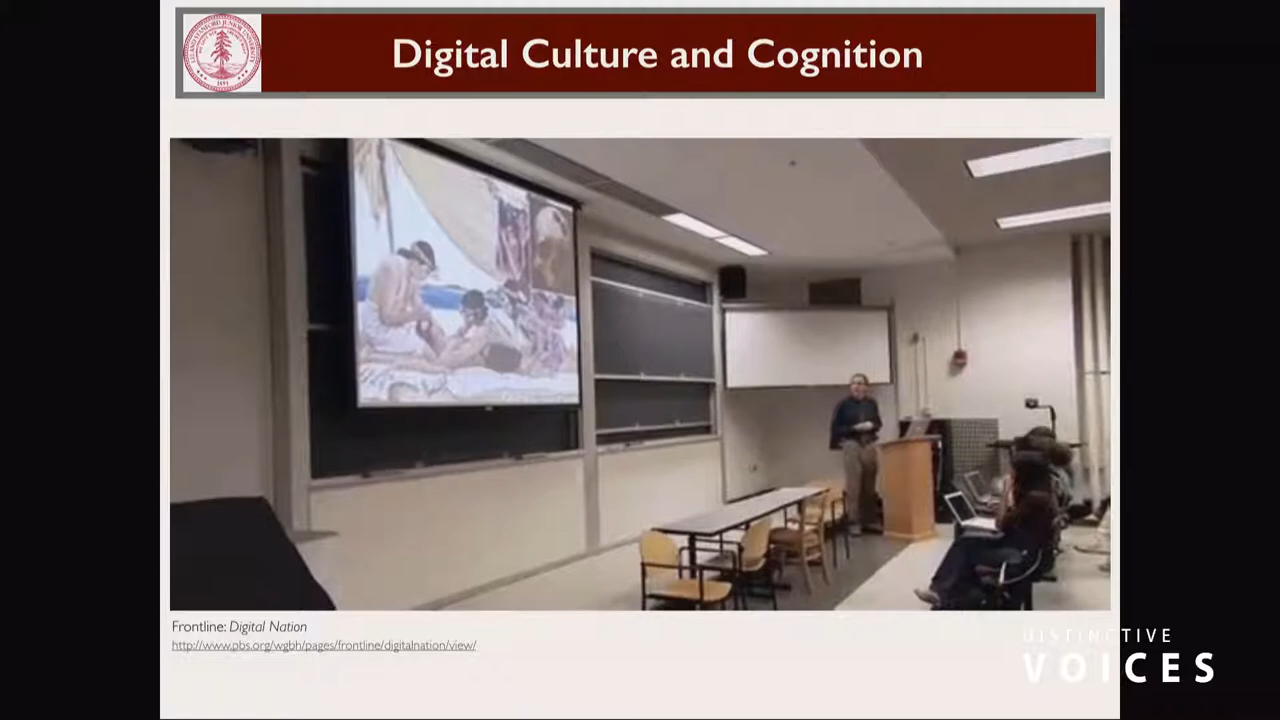 Digital Culture and Cognition
Frontline: Digital Nation
http://www.pbs.org/wgbh/pages/frontline/digitalnation/view/
DISTINCTIVE
VOICES